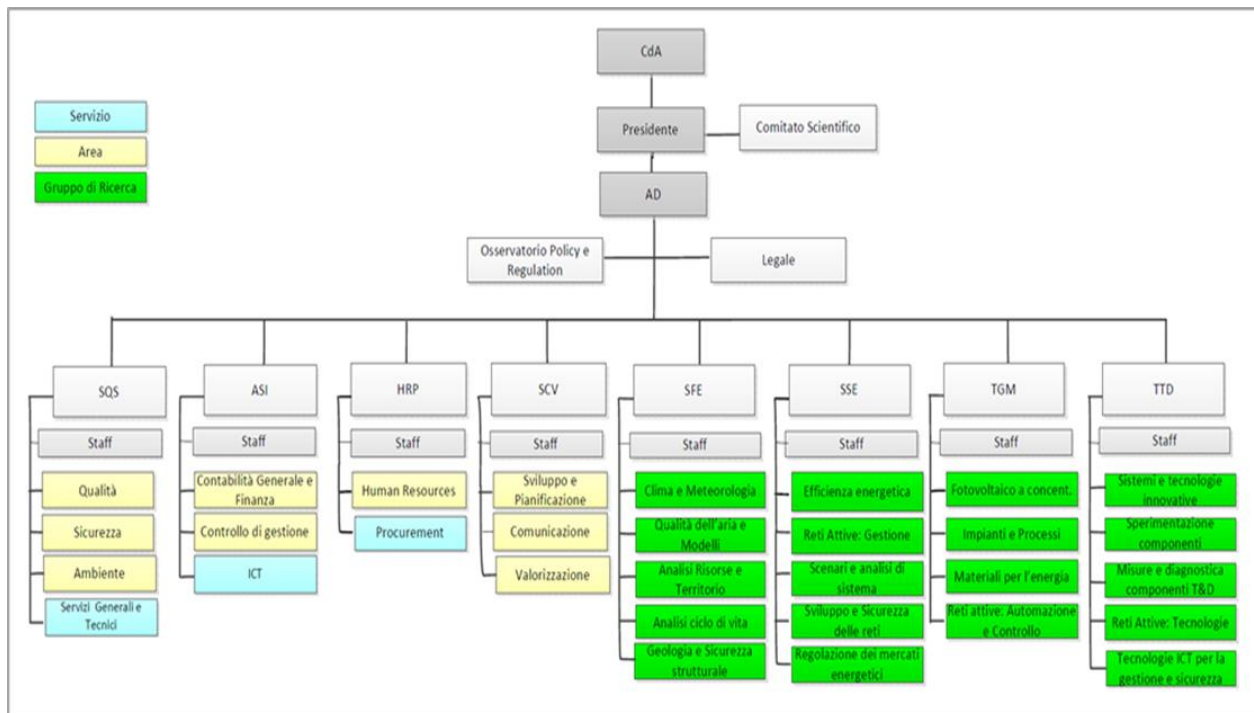 CdA
Servizio
Presidente
Comitato Scientifico
Area
Gruppo di Ricerca
AD
Osservatorio Policy e
Regulation
Legale
SQS
Staff
Qualità
Sicurezza
Ambiente
Servizi Generali e
Tecnici
ASI
Staff
Contabilità Generale e
Finanza
Controllo di gestione
ICT
HRP
Staff
Human Resources
Procurement
SCV
Staff
Sviluppo e
Pianificazione
Comunicazione
Valorizzazione
SFE
Staff
Clima e Meteorologia
Qualità dell'aria e
Modelli
Analisi Risorse e
Territorio
Analisi ciclo di vita
Geologia e Sicurezza
strutturale
SSE
Staff
Efficienza energetica
Reti Attive: Gestione
Scenari e analisi di
sistema
Sviluppo e Sicurezza
delle reti
Regolazione dei mercati
energetici
TGM
Staff
Fotovoltaico a concent.
Impianti e Processi
Materiali per l'energia
Reti attive: Automazione
e Controllo
TTD
Staff
Sistemi e tecnologie
innovative
Sperimentazione
componenti
Misure e diagnostica
componenti T&D
Reti Attive: Tecnologie
Tecnologie ICT per la
gestione e sicurezza